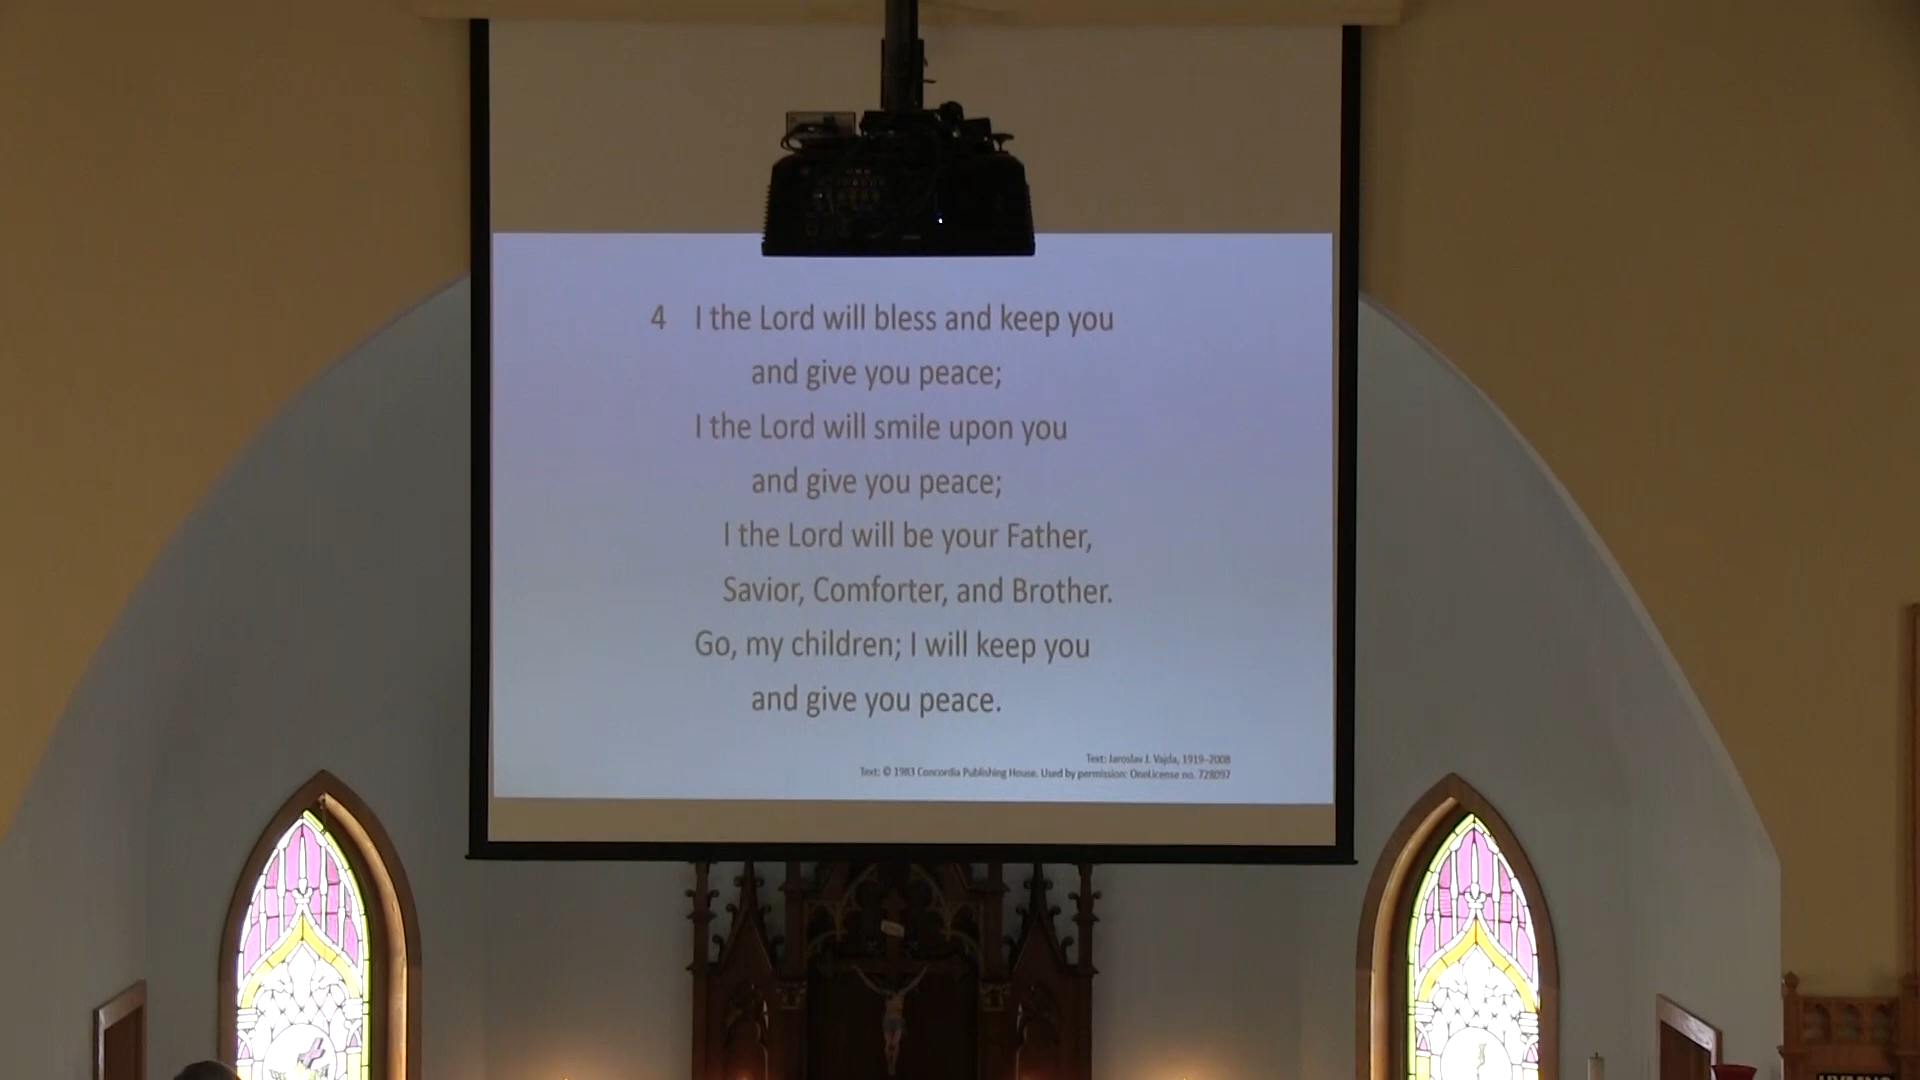 4 I the Lord will bless and keep you
and give you peace;
I the Lord will smile upon you
and give you peace;
I the Lord will be your Father,
Savior, Comforter, and Brother.
Go, my children; I will keep you
and give you peace.
Text: Jaroslav J. Vajda, 1919–2008
Text: © 1983 Concordia Publishing House. Used by permission: OneLicense no. 728097